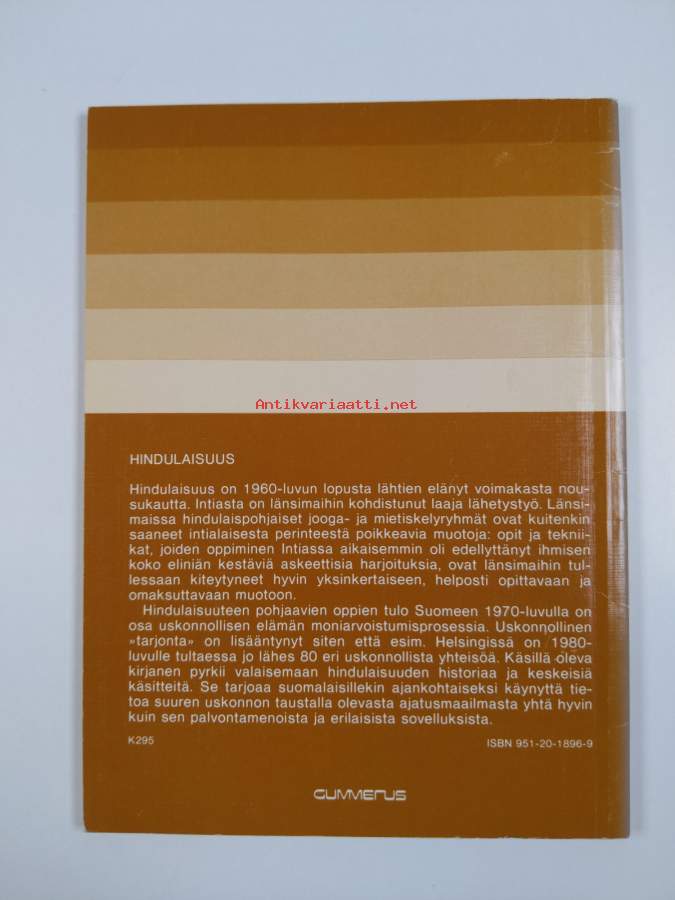 Antikvariaatti.net
HINDULAISUUS
Hindulaisuus on 1960-luvun lopusta lähtien elänyt voimakasta nou-
sukautta. Intiasta on länsimaihin kohdistunut laaja lähetystyö. Länsi-
maissa hindulaispohjaiset jooga- ja mietiskelyryhmät ovat kuitenkin
saaneet intialaisesta perinteestä poikkeavia muotoja: opit ja teknii-
kat, joiden oppiminen Intiassa aikaisemmin oli edellyttänyt ihmisen
koko eliniän kestäviä askeettisia harjoituksia, ovat länsimaihin tul-
lessaan kiteytyneet hyvin yksinkertaiseen, helposti opittavaan ja
omaksuttavaan muotoon.
Hindulaisuuteen pohjaavien oppien tulo Suomeen 1970-luvulla on
osa uskonnollisen elämän moniarvoistumisprosessia. Uskonnollinen
»tarjonta» on lisääntynyt siten että esim. Helsingissä on 1980-
luvulle tultaessa jo lähes 80 eri uskonnollista yhteisöä. Käsillä oleva
kirjanen pyrkii valaisemaan hindulaisuuden historiaa ja keskeisiä
käsitteitä. Se tarjoaa suomalaisillekin ajankohtaiseksi käynyttä tie-
toa suuren uskonnon taustalla olevasta ajatusmaailmasta yhtä hyvin
kuin sen palvontamenoista ja erilaisista sovelluksista.
K295
ISBN 951-20-1896-9
GUMMERUS